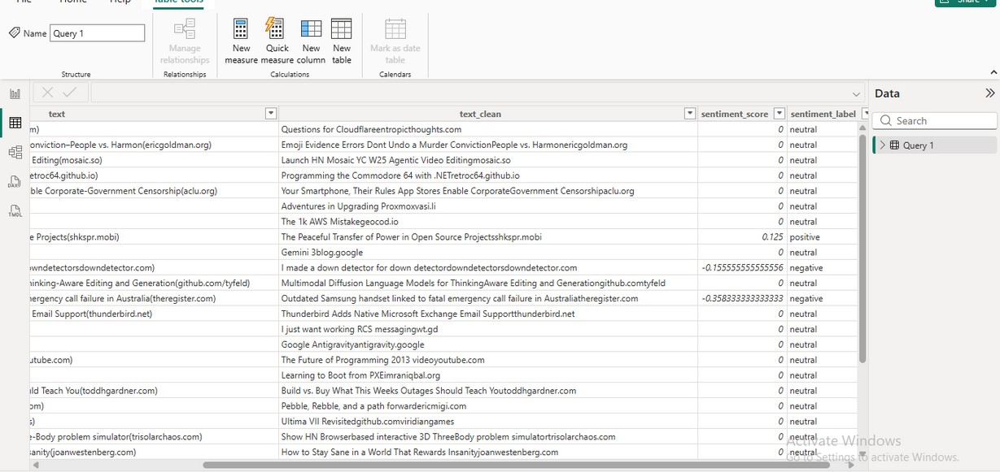 File Home Help Table tools Share
Name Query 1
Manage relationships
New measure
Quick measure
New column
New table
Mark as date table
Structure Relationships Calculations Calendars
Data
Search
Query 1
text text_clean sentiment_score sentiment_label
m) Questions for Cloudflareentropicthoughts.com 0 neutral
onviction–People vs. Harmon(ericgoldman.org) Emoji Evidence Errors Dont Undo a Murder ConvictionPeople vs. Harmonericgoldman.org 0 neutral
Editing(mosaic.so) Launch HN Mosaic YC W25 Agentic Video Editingmosaic.so 0 neutral
etroc64.github.io) Programming the Commodore 64 with .NETretroc64.github.io 0 neutral
ble Corporate-Government Censorship(aclu.org) Your Smartphone, Their Rules App Stores Enable CorporateGovernment Censorshipaclu.org 0 neutral
Adventures in Upgrading Proxmoxvasi.li 0 neutral
The 1k AWS Mistakegeocod.io 0 neutral
e Projects(shkspr.mobi) The Peaceful Transfer of Power in Open Source Projectsshkspr.mobi 0.125 positive
Gemini 3blog.google 0 neutral
owndetectorsdowndetector.com) I made a down detector for down detectordowndetectorsdowndetector.com -0.155555555555556 negative
hinking-Aware Editing and Generation(github.com/tyfeld) Multimodal Diffusion Language Models for ThinkingAware Editing and Generationgithub.comtyfeld 0 neutral
nergency call failure in Australia(theregister.com) Outdated Samsung handset linked to fatal emergency call failure in Australiatheregister.com -0.358333333333333 negative
Email Support(thunderbird.net) Thunderbird Adds Native Microsoft Exchange Email Supportthunderbird.net 0 neutral
I just want working RCS messagingwt.gd 0 neutral
Google Antigravityantigravity.google 0 neutral
utube.com) The Future of Programming 2013 videoyoutube.com 0 neutral
Learning to Boot from PXEimraniqbal.org 0 neutral
ıld Teach You(toddhgardner.com) Build vs. Buy What This Weeks Outages Should Teach Youtoddhgardner.com 0 neutral
om) Pebble, Rebble, and a path forwardericmigi.com 0 neutral
s) Ultima VII Revisitedgithub.comviridiangames 0 neutral
e-Body problem simulator(trisolarchaos.com) Show HN Browserbased interactive 3D ThreeBody problem simulatortrisolarchaos.com 0 neutral
sanity(joanwestenberg.com) How to Stay Sane in a World That Rewards Insanityjoanwestenberg.com 0 neutral
Activate Windows
Go to Settings to activate Windows.